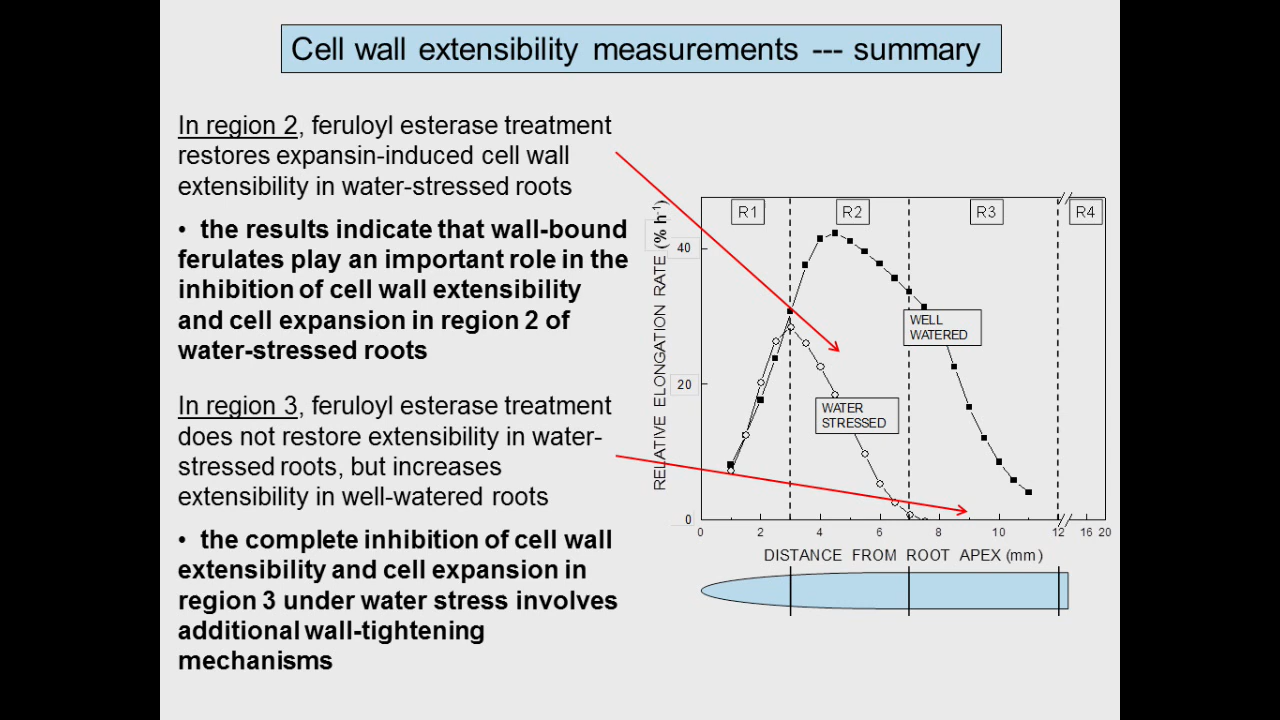 Cell wall extensibility measurements --- summary
In region 2, feruloyl esterase treatment
restores expansin-induced cell wall
extensibility in water-stressed roots
• the results indicate that wall-bound
ferulates play an important role in the
inhibition of cell wall extensibility
and cell expansion in region 2 of
water-stressed roots
In region 3, feruloyl esterase treatment
does not restore extensibility in water-
stressed roots, but increases
extensibility in well-watered roots
• the complete inhibition of cell wall
extensibility and cell expansion in
region 3 under water stress involves
additional wall-tightening
mechanisms
RELATIVE ELONGATION RATE (% h-1)
R1 R2 R3 R4
40
20
0
WELL
WATERED
WATER
STRESSED
0 2 4 6 8 10 12 16 20
DISTANCE FROM ROOT APEX (mm)